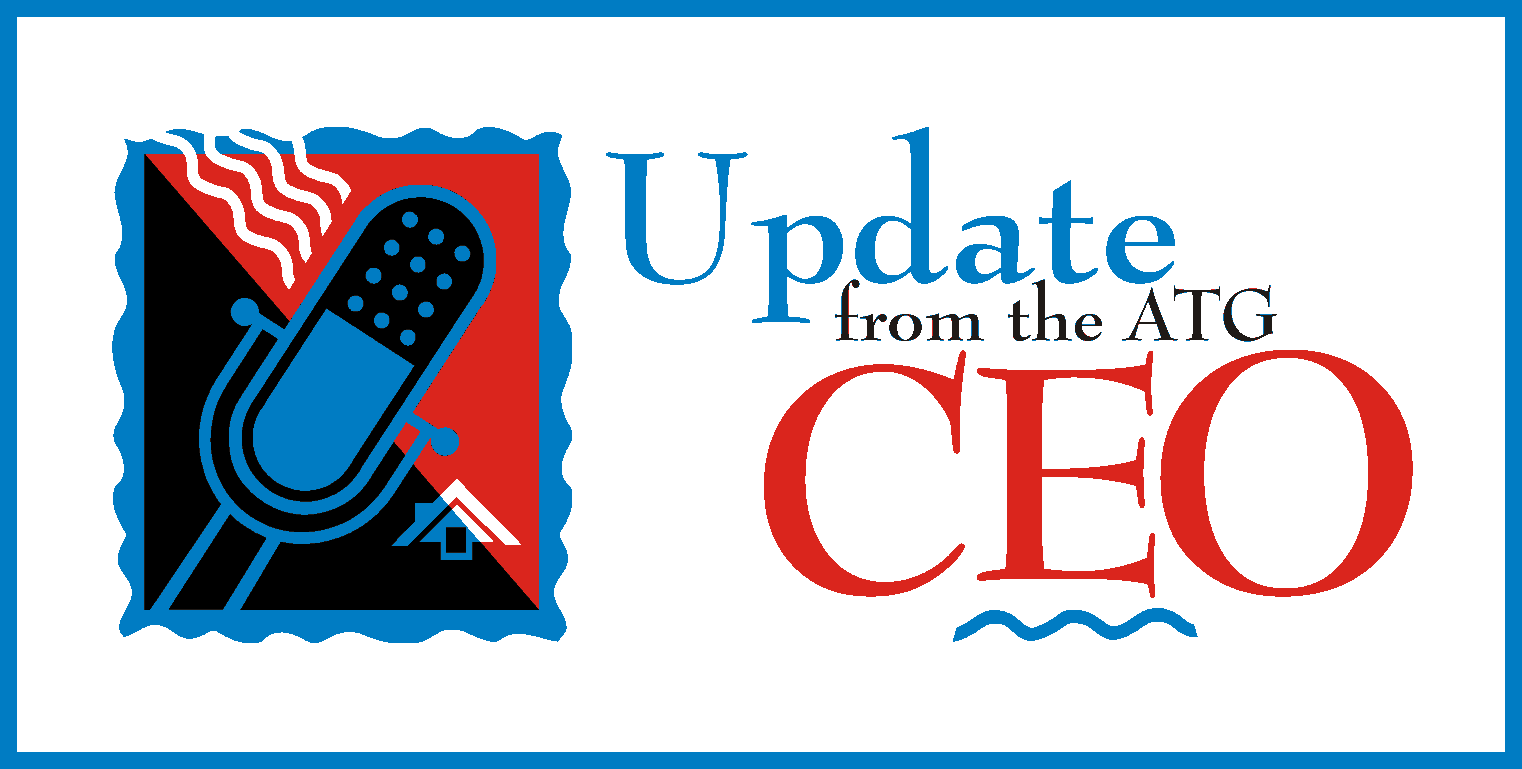 Update
from the ATG
CEO